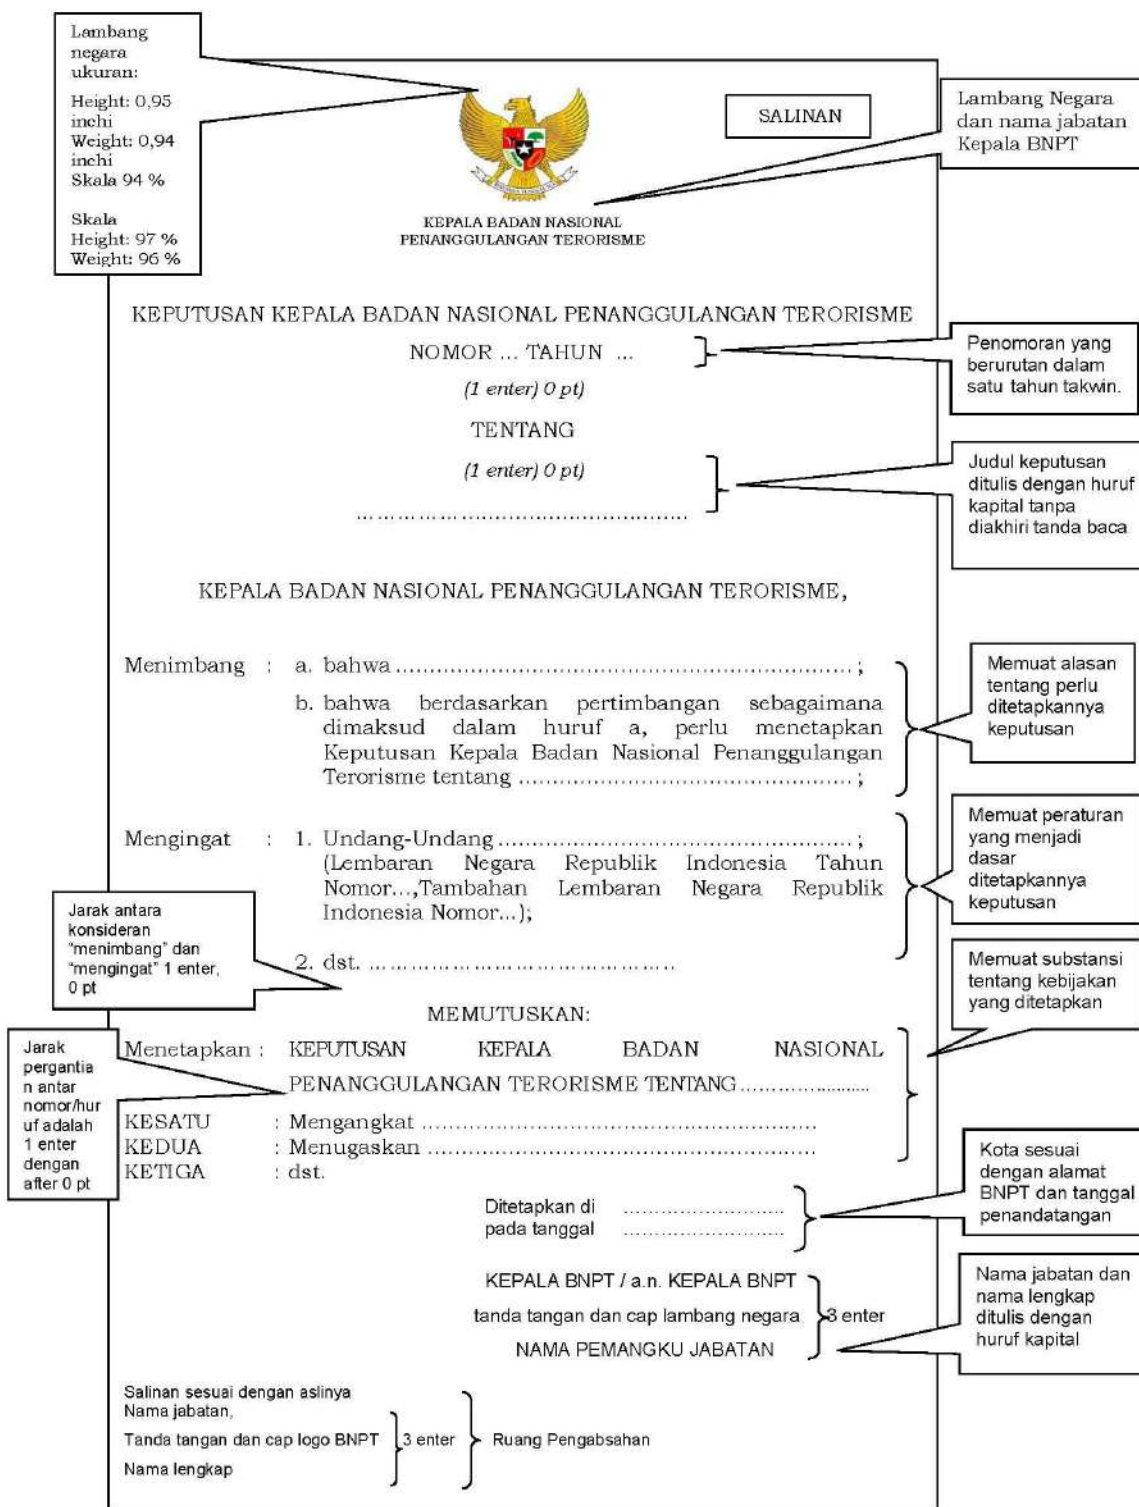 Lambang
negara
ukuran:
Height: 0,95
inchi
Weight: 0,94
inchi
Skala 94 %
Skala
Height: 97 %
Weight: 96 %
SALINAN
Lambang Negara
dan nama jabatan
Kepala BNPT
KEPALA BADAN NASIONAL
PENANGGULANGAN TERORISME
KEPUTUSAN KEPALA BADAN NASIONAL PENANGGULANGAN TERORISME
NOMOR ... TAHUN ...
(1 enter) 0 pt)
TENTANG
(1 enter) 0 pt)
................................................
Penomoran yang
berurutan dalam
satu tahun takwin.
Judul keputusan
ditulis dengan huruf
kapital tanpa
diakhiri tanda baca
KEPALA BADAN NASIONAL PENANGGULANGAN TERORISME,
Menimbang : a. bahwa .................................................................... ;
b. bahwa berdasarkan pertimbangan sebagaimana
dimaksud dalam huruf a, perlu menetapkan
Keputusan Kepala Badan Nasional Penanggulangan
Terorisme tentang .................................................. ;
Memuat alasan
tentang perlu
ditetapkannya
keputusan
Mengingat : 1. Undang-Undang ..................................................... ;
(Lembaran Negara Republik Indonesia Tahun
Nomor...,Tambahan Lembaran Negara Republik
Indonesia Nomor...);
2. dst. ..............................................
Memuat peraturan
yang menjadi
dasar
ditetapkannya
keputusan
Jarak antara
konsideran
"menimbang" dan
"mengingat" 1 enter,
0 pt
Memuat substansi
tentang kebijakan
yang ditetapkan
MEMUTUSKAN:
Jarak
pergantia
n antar
nomor/hur
uf adalah
1 enter
dengan
after 0 pt
Menetapkan : KEPUTUSAN KEPALA BADAN NASIONAL
PENANGGULANGAN TERORISME TENTANG........................
KESATU : Mengangkat ...........................................................
KEDUA : Menugaskan ..........................................................
KETIGA : dst.
Ditetapkan di ..........................
pada tanggal ..........................
Kota sesuai
dengan alamat
BNPT dan tanggal
penandatangan
KEPALA BNPT / a.n. KEPALA BNPT
tanda tangan dan cap lambang negara 3 enter
NAMA PEMANGKU JABATAN
Nama jabatan dan
nama lengkap
ditulis dengan
huruf kapital
Salinan sesuai dengan aslinya
Nama jabatan,
Tanda tangan dan cap logo BNPT 3 enter Ruang Pengabsahan
Nama lengkap